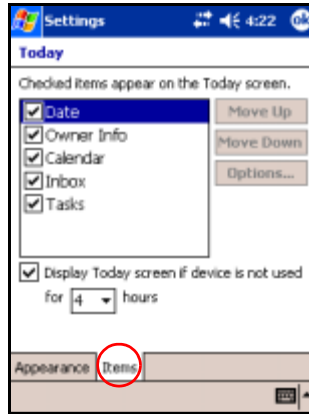 Settings 4:22 ok
Today
Checked items appear on the Today screen.
Date
Owner Info
Calendar
Inbox
Tasks
Move Up
Move Down
Options...
Display Today screen if device is not used
for 4 hours
Appearance Items